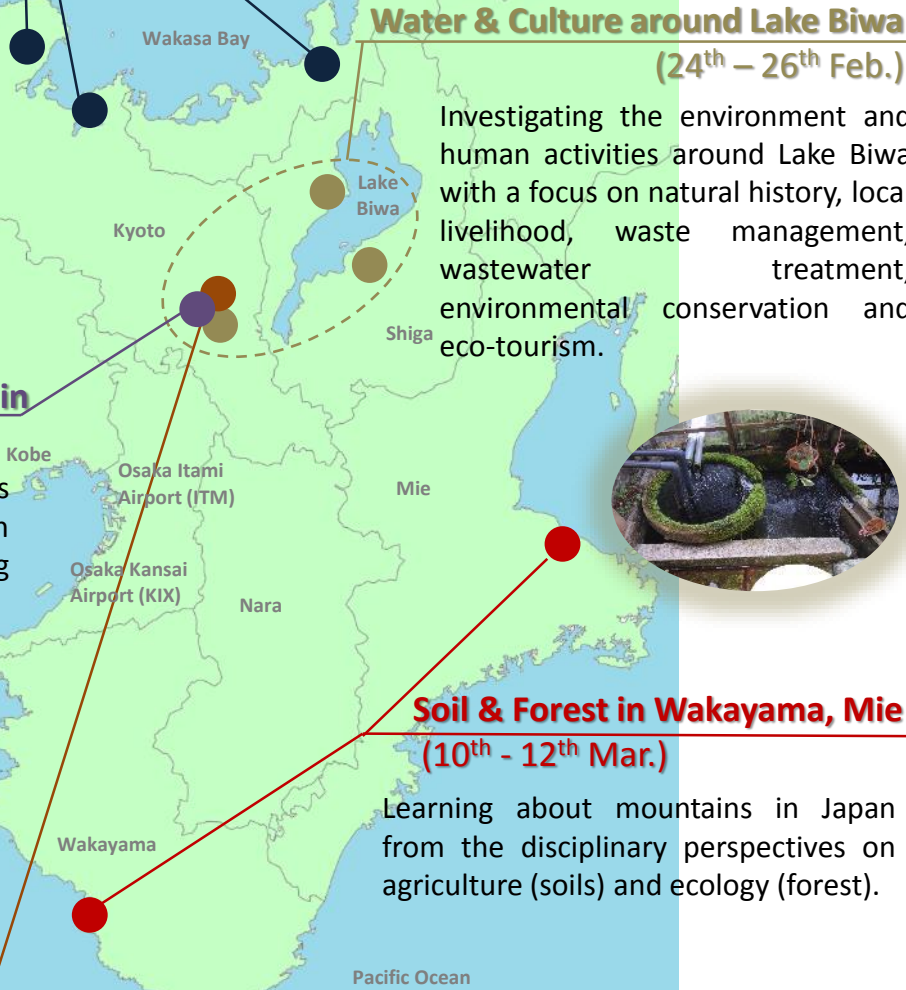 Water & Culture around Lake Biwa
(24th – 26th Feb.)
Wakasa Bay
Investigating the environment and
human activities around Lake Biwa
with a focus on natural history, local
livelihood, waste management,
wastewater treatment,
environmental conservation and
eco-tourism.
Lake
Biwa
Kyoto
Shiga
in
Kobe
s
n
g
Osaka Itami
Airport (ITM)
Mie
Osaka Kansai
Airport (KIX)
Nara
Soil & Forest in Wakayama, Mie
(10th - 12th Mar.)
Learning about mountains in Japan
from the disciplinary perspectives on
agriculture (soils) and ecology (forest).
Wakayama
Pacific Ocean